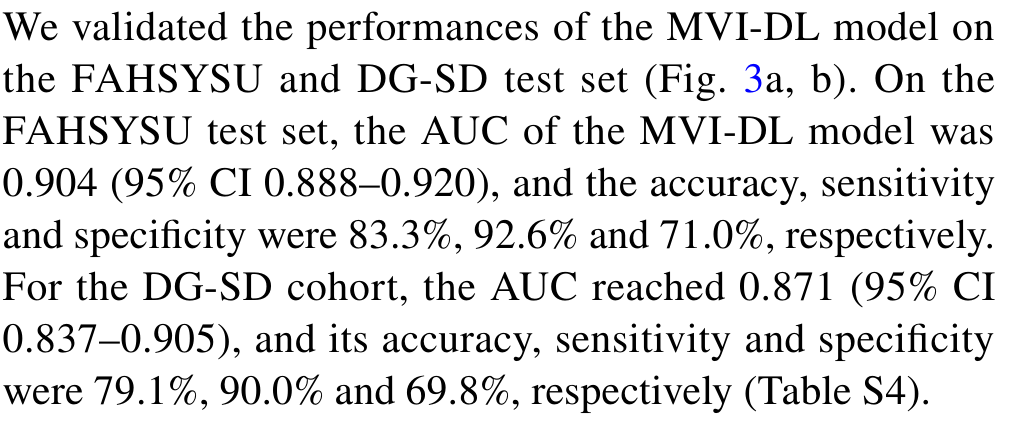 We validated the performances of the MVI-DL model on
the FAHSYSU and DG-SD test set (Fig. 3a, b). On the
FAHSYSU test set, the AUC of the MVI-DL model was
0.904 (95% CI 0.888–0.920), and the accuracy, sensitivity
and specificity were 83.3%, 92.6% and 71.0%, respectively.
For the DG-SD cohort, the AUC reached 0.871 (95% CI
0.837–0.905), and its accuracy, sensitivity and specificity
were 79.1%, 90.0% and 69.8%, respectively (Table S4).